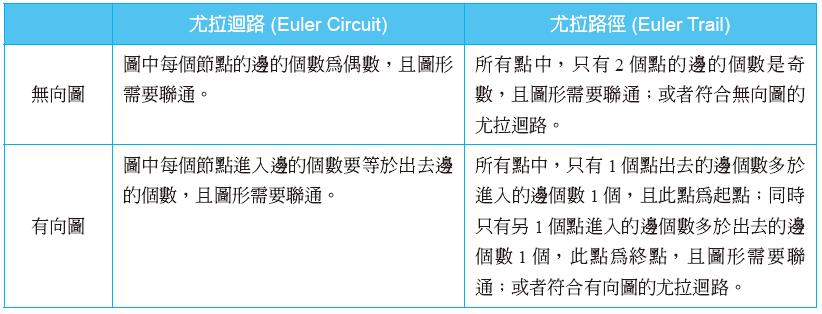 尤拉迴路 (Euler Circuit)
尤拉路徑 (Euler Trail)
無向圖
圖中每個節點的邊的個數為偶數，且圖形
需要聯通。
所有點中，只有 2 個點的邊的個數是奇
數，且圖形需要聯通；或者符合無向圖的
尤拉迴路。
有向圖
圖中每個節點進入邊的個數要等於出去邊
的個數，且圖形需要聯通。
所有點中，只有 1 個點出去的邊個數多於
進入的邊個數 1 個，且此點為起點；同時
只有另 1 個點進入的邊個數多於出去的邊
個數 1 個，此點為終點，且圖形需要聯
通；或者符合有向圖的尤拉迴路。